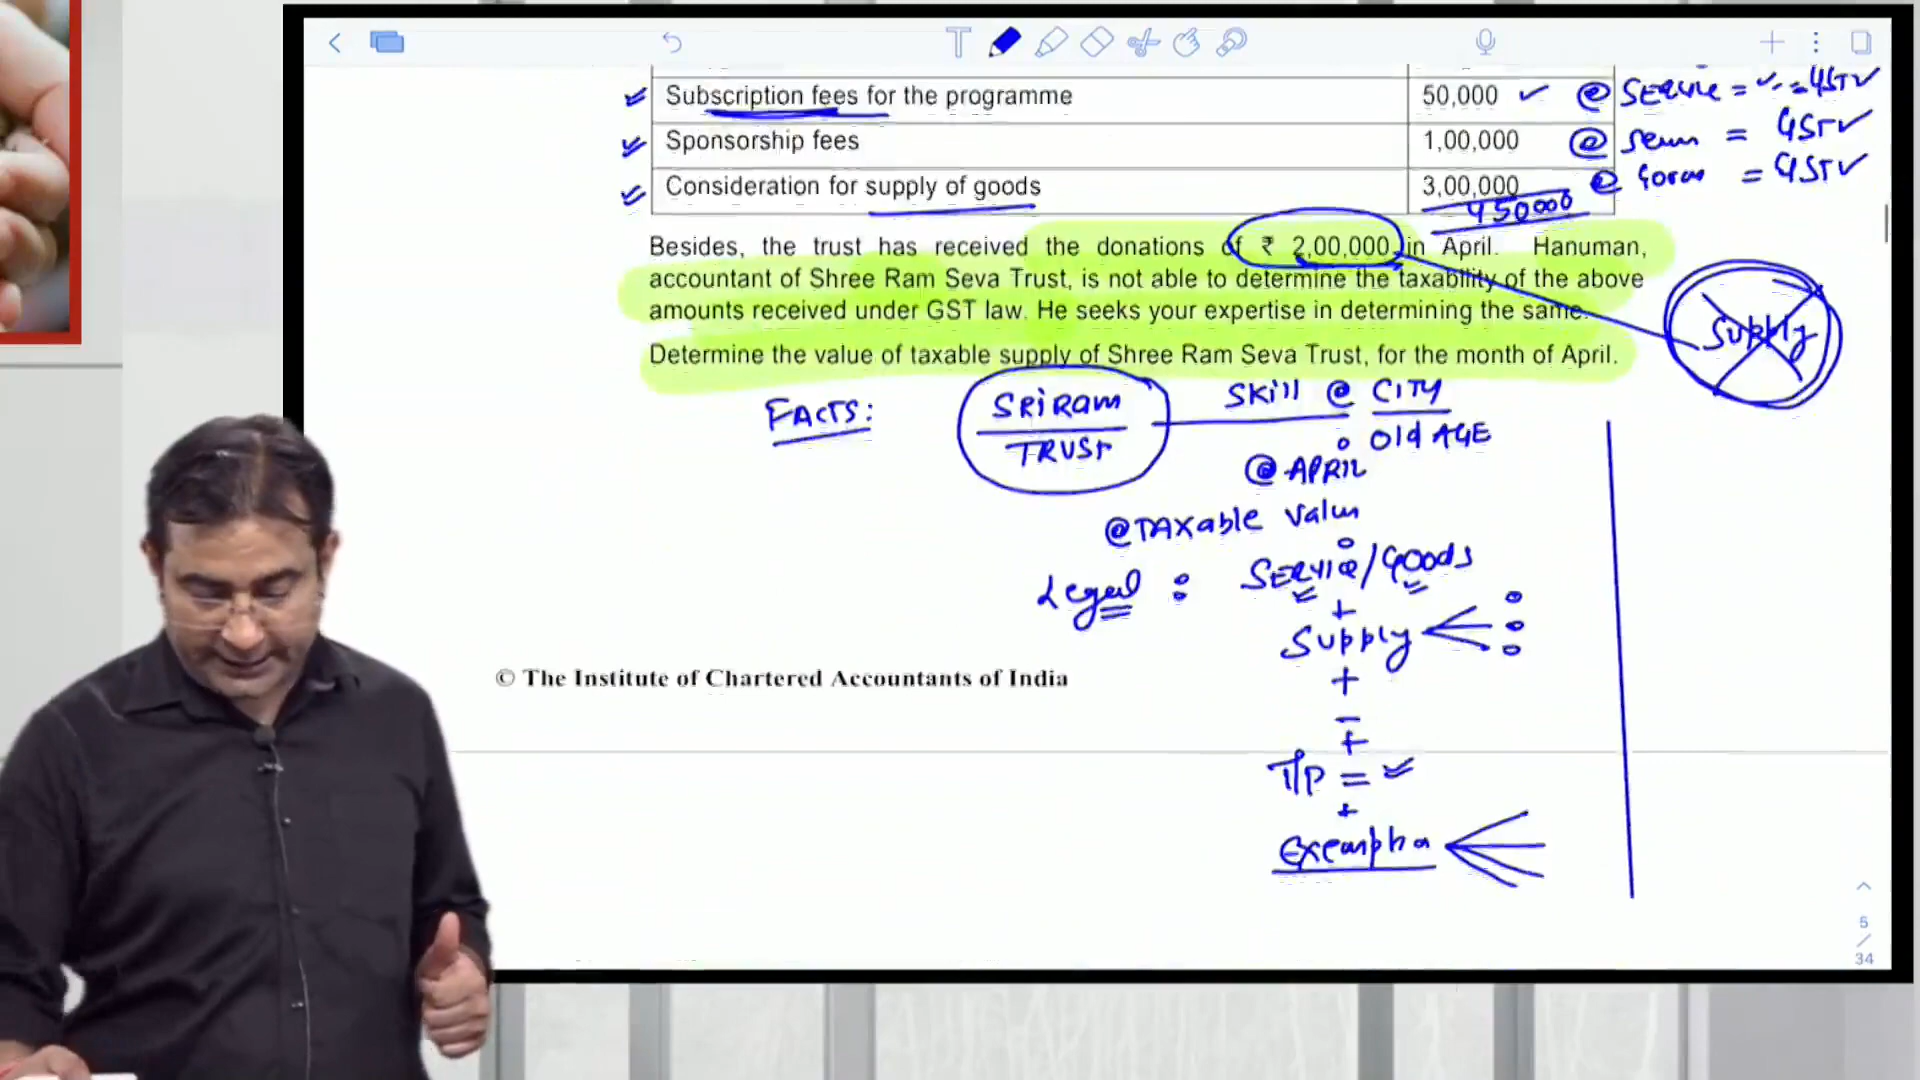 Subscription fees for the programme 50,000 @ SERVICE = = GST
Sponsorship fees 1,00,000 @ = GST
Consideration for supply of goods 3,00,000 @ = GST
450000
Besides, the trust has received the donations of ₹ 2,00,000 in April. Hanuman,
accountant of Shree Ram Seva Trust, is not able to determine the taxability of the above
amounts received under GST law. He seeks your expertise in determining the same.
Supply
Determine the value of taxable supply of Shree Ram Seva Trust, for the month of April.
FACTS: SRIRAM Skill @ CITY
TRUST Old AGE
@ APRIL
@ TAXable Value
Legal : SERVICE/Goods
+
Supply
+
© The Institute of Chartered Accountants of India
-
+
T/P =
+
Exemption
5
/
34